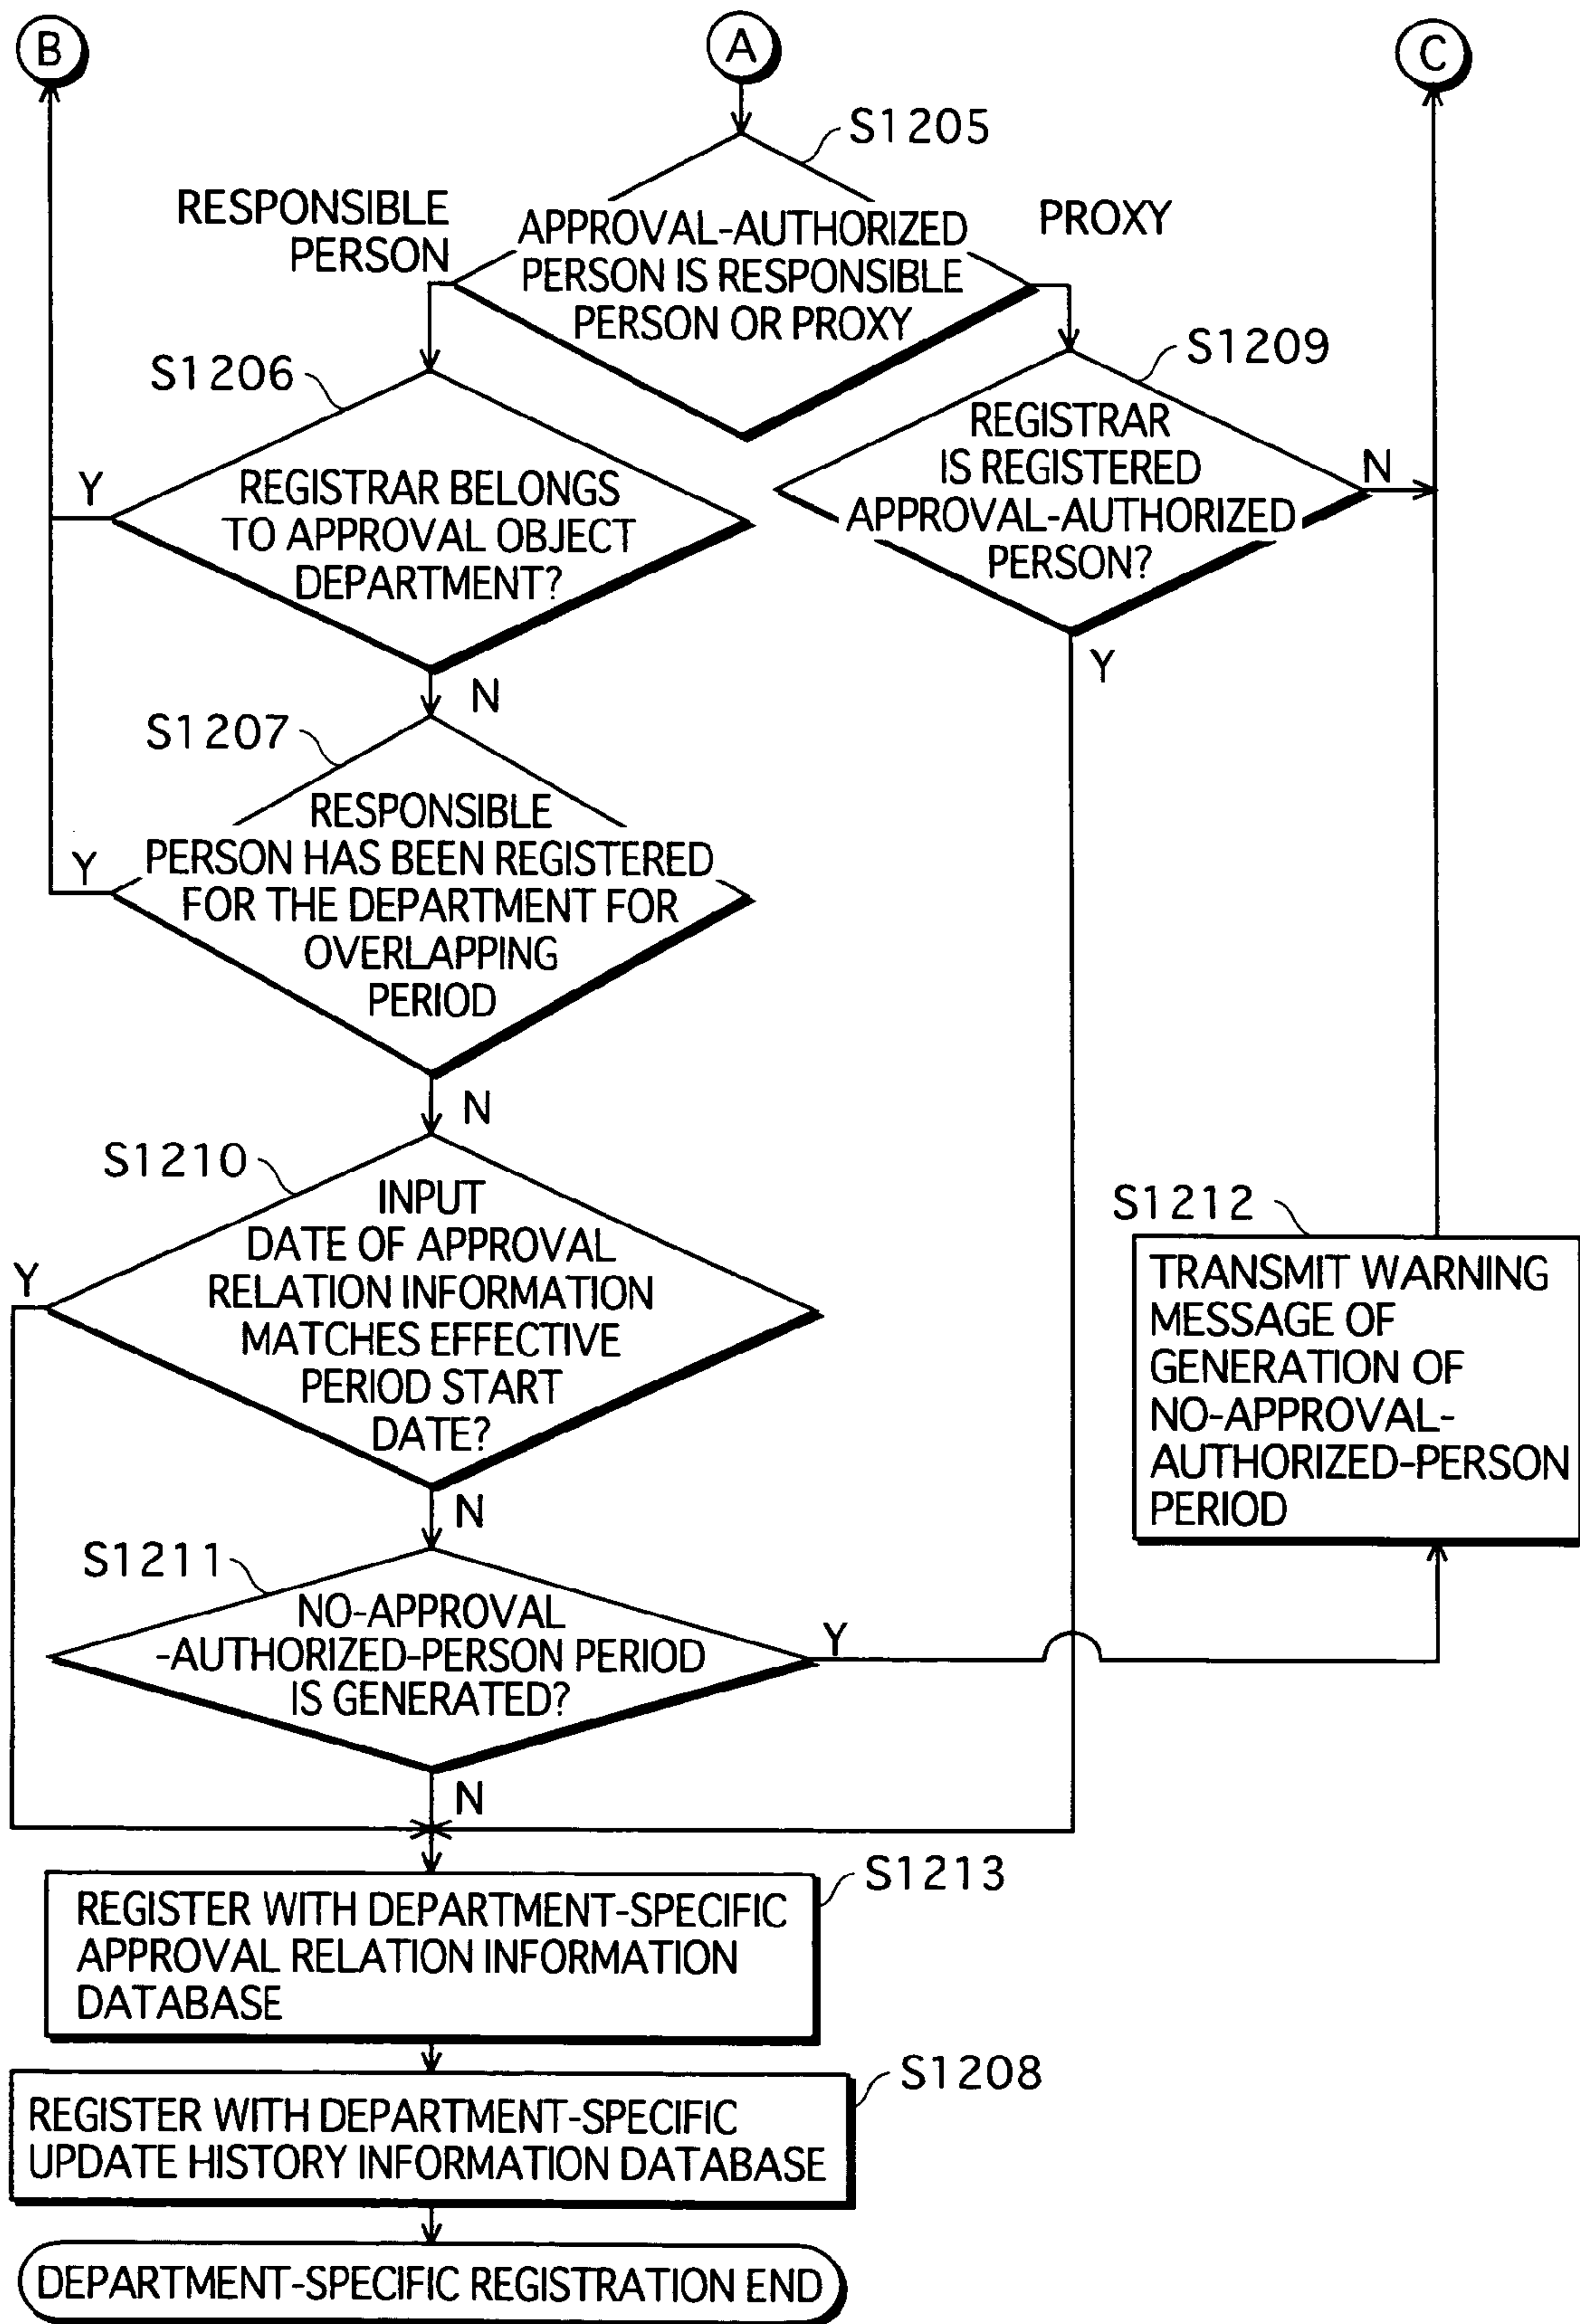 B
A
C
S1205
RESPONSIBLE
PERSON
APPROVAL-AUTHORIZED
PERSON IS RESPONSIBLE
PERSON OR PROXY
PROXY
S1206
S1209
REGISTRAR BELONGS
TO APPROVAL OBJECT
DEPARTMENT?
Y
N
REGISTRAR
IS REGISTERED
APPROVAL-AUTHORIZED
PERSON?
N
Y
S1207
RESPONSIBLE
PERSON HAS BEEN REGISTERED
FOR THE DEPARTMENT FOR
OVERLAPPING
PERIOD
Y
N
S1210
INPUT
DATE OF APPROVAL
RELATION INFORMATION
MATCHES EFFECTIVE
PERIOD START
DATE?
Y
N
S1212
TRANSMIT WARNING
MESSAGE OF
GENERATION OF
NO-APPROVAL-
AUTHORIZED-PERSON
PERIOD
S1211
NO-APPROVAL
-AUTHORIZED-PERSON PERIOD
IS GENERATED?
Y
N
S1213
REGISTER WITH DEPARTMENT-SPECIFIC
APPROVAL RELATION INFORMATION
DATABASE
S1208
REGISTER WITH DEPARTMENT-SPECIFIC
UPDATE HISTORY INFORMATION DATABASE
DEPARTMENT-SPECIFIC REGISTRATION END